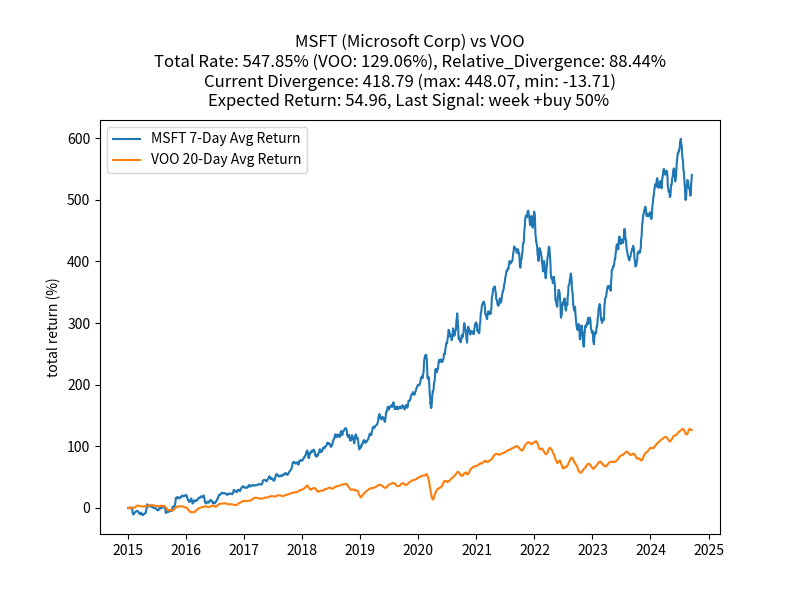 MSFT (Microsoft Corp) vs VOO
Total Rate: 547.85% (VOO: 129.06%), Relative_Divergence: 88.44%
Current Divergence: 418.79 (max: 448.07, min: -13.71)
Expected Return: 54.96, Last Signal: week +buy 50%
MSFT 7-Day Avg Return
VOO 20-Day Avg Return
total return (%)
600
500
400
300
200
100
0
2015 2016 2017 2018 2019 2020 2021 2022 2023 2024 2025